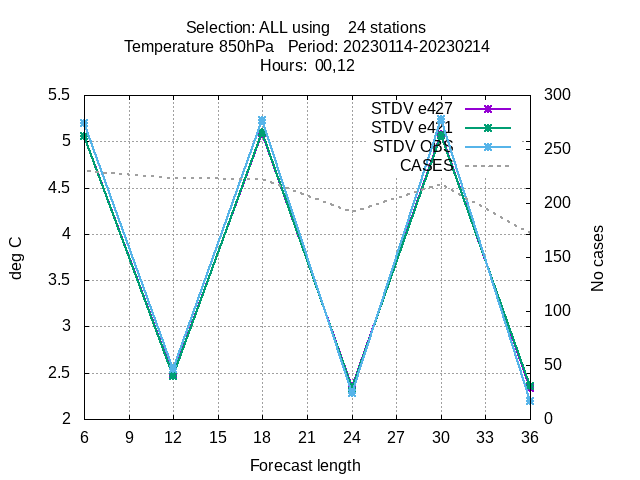 Selection: ALL using 24 stations
Temperature 850hPa Period: 20230114-20230214
Hours: 00,12
5.5
5
4.5
4
3.5
3
2.5
2
deg C
300
250
200
150
100
50
0
No cases
STDV e427
STDV e421
STDV OBS
CASES
6 9 12 15 18 21 24 27 30 33 36
Forecast length